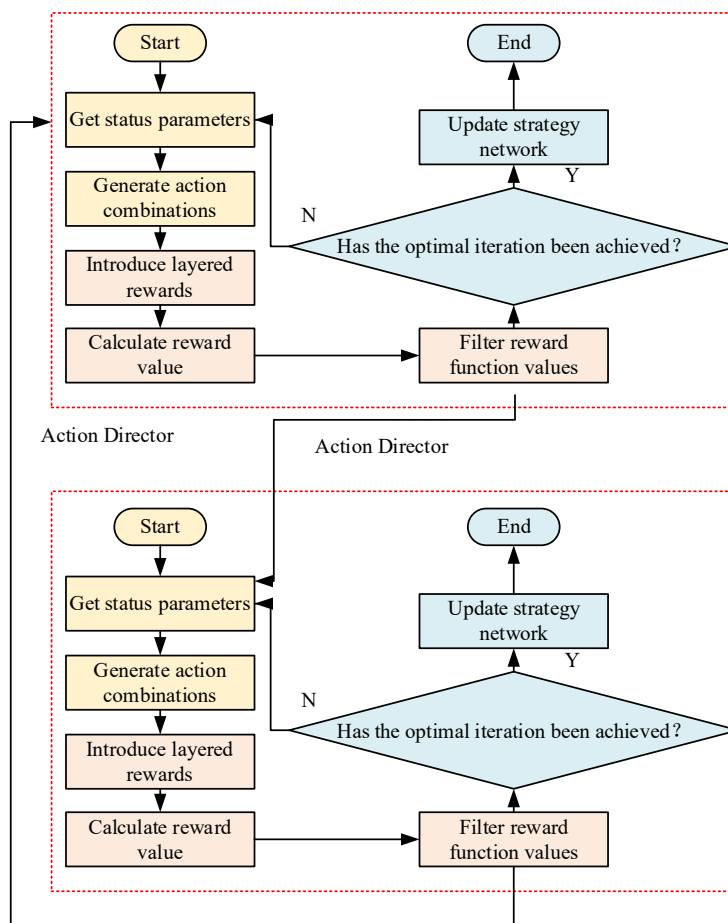 Start
End
Get status parameters
Update strategy
network
Generate action
combinations
N
Y
Has the optimal iteration been achieved？
Introduce layered
rewards
Calculate reward
value
Filter reward
function values
Action Director
Action Director
Start
End
Get status parameters
Update strategy
network
Generate action
combinations
N
Y
Has the optimal iteration been achieved？
Introduce layered
rewards
Calculate reward
value
Filter reward
function values